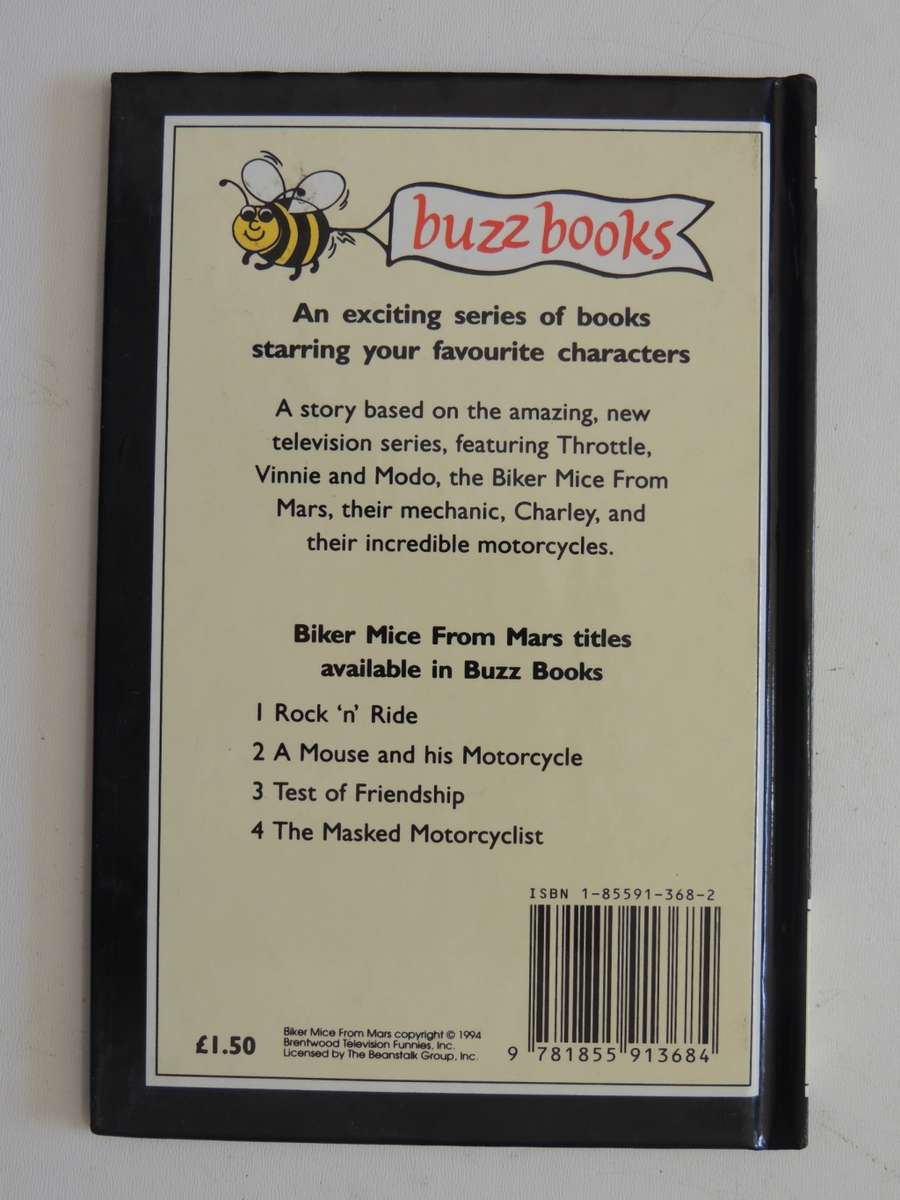 buzz books
An exciting series of books
starring your favourite characters
A story based on the amazing, new
television series, featuring Throttle,
Vinnie and Modo, the Biker Mice From
Mars, their mechanic, Charley, and
their incredible motorcycles.
Biker Mice From Mars titles
available in Buzz Books
1 Rock ‘n’ Ride
2 A Mouse and his Motorcycle
3 Test of Friendship
4 The Masked Motorcyclist
ISBN 1-85591-368-2
£1.50
Biker Mice From Mars copyright © 1994
Brentwood Television Funnies, Inc.
Licensed by The Beanstalk Group, Inc.
9 781855 913684